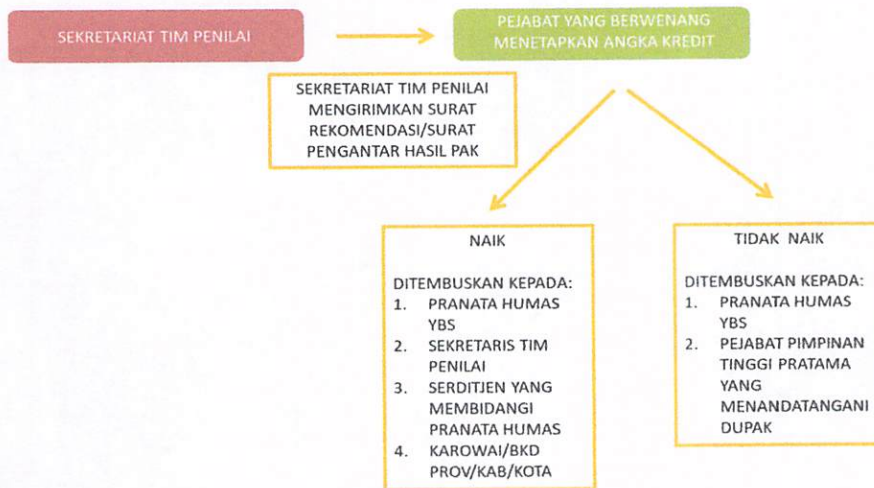 SEKRETARIAT TIM PENILAI
PEJABAT YANG BERWENANG
MENETAPKAN ANGKA KREDIT
SEKRETARIAT TIM PENILAI
MENGIRIMKAN SURAT
REKOMENDASI/SURAT
PENGANTAR HASIL PAK
NAIK
DITEMBUSKAN KEPADA:
1. PRANATA HUMAS
YBS
2. SEKRETARIS TIM
PENILAI
3. SERDITJEN YANG
MEMBIDANGI
PRANATA HUMAS
4. KAROWAI/BKD
PROV/KAB/KOTA
TIDAK NAIK
DITEMBUSKAN KEPADA:
1. PRANATA HUMAS
YBS
2. PEJABAT PIMPINAN
TINGGI PRATAMA
YANG
MENANDATANGANI
DUPAK